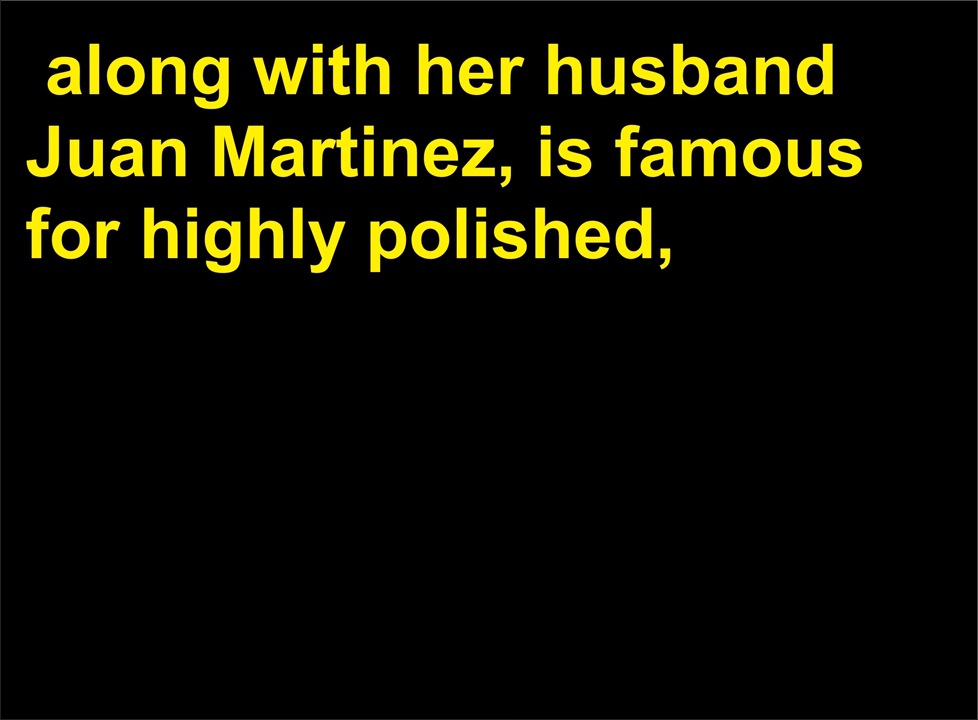 along with her husband
Juan Martinez, is famous
for highly polished,